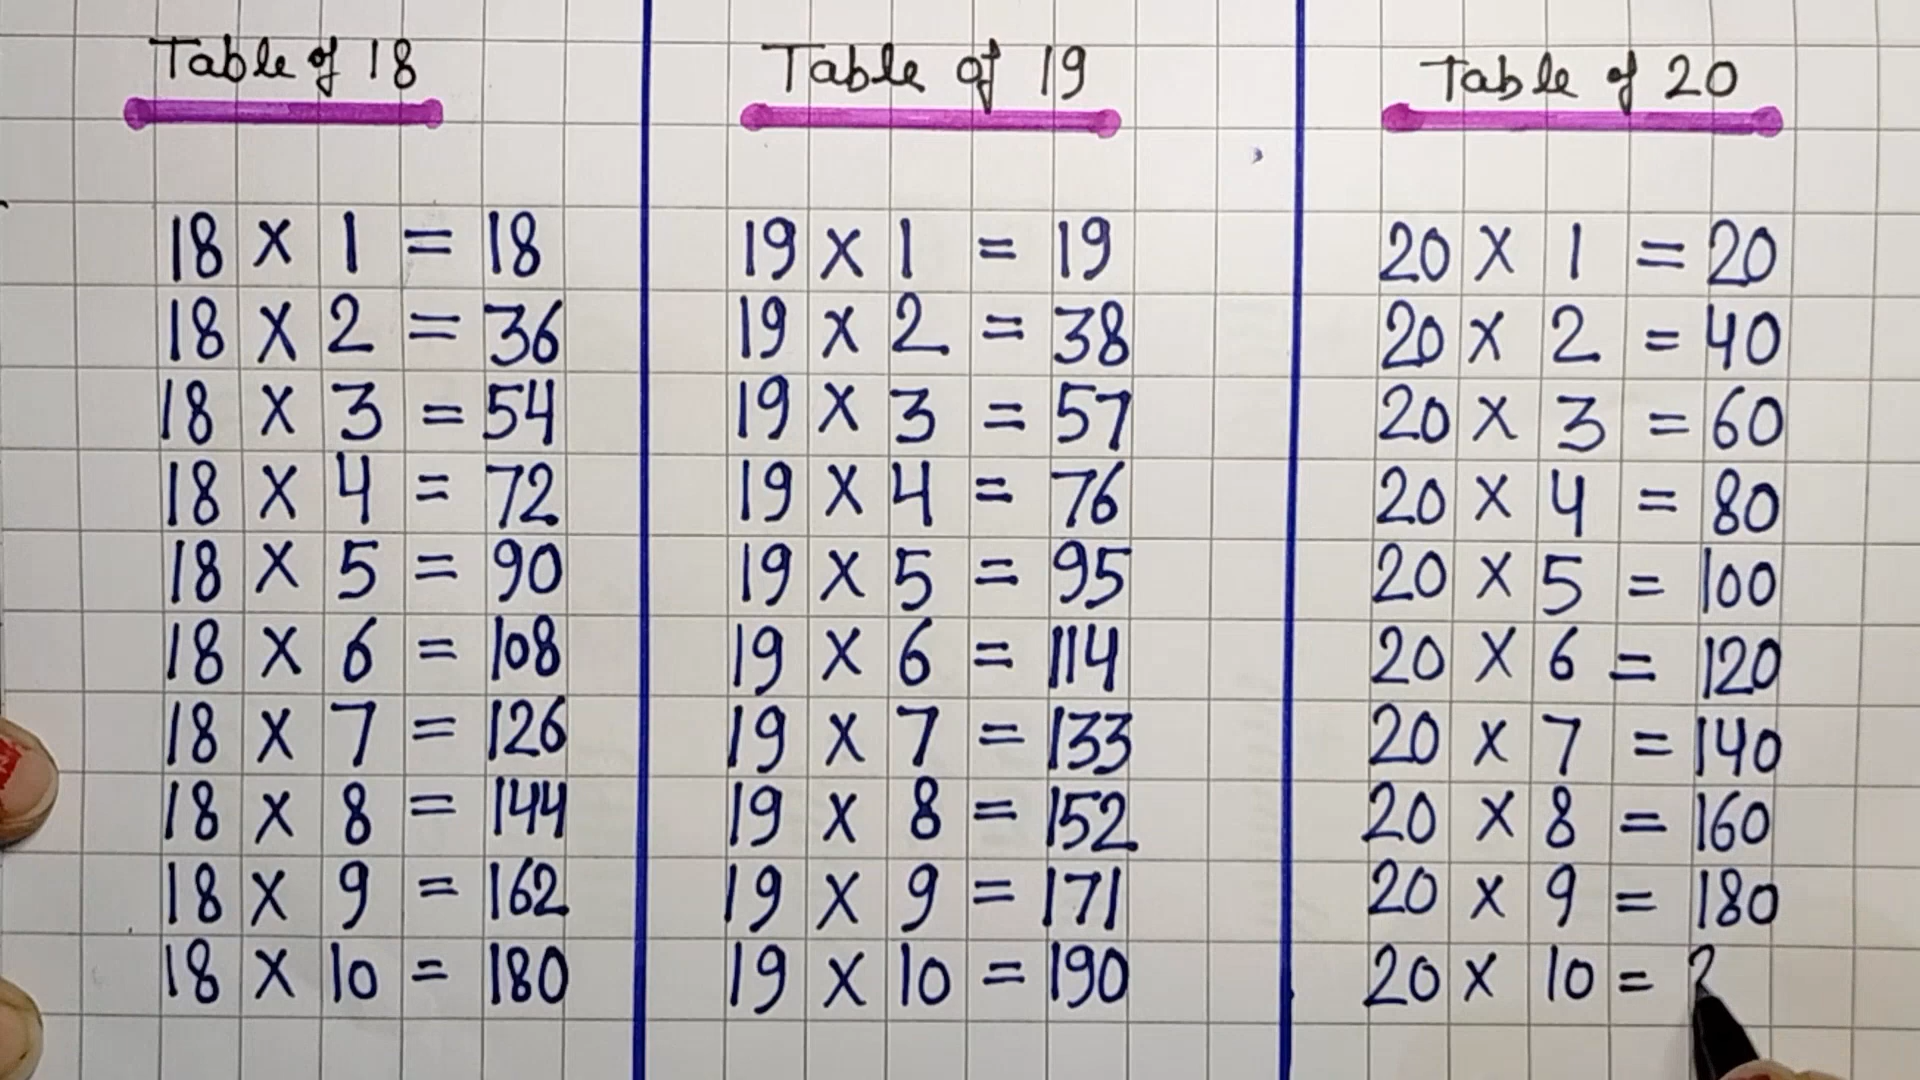 Table of 18
18 X 1 = 18
18 X 2 = 36
18 X 3 = 54
18 X 4 = 72
18 X 5 = 90
18 X 6 = 108
18 X 7 = 126
18 X 8 = 144
18 X 9 = 162
18 X 10 = 180
Table of 19
19 X 1 = 19
19 X 2 = 38
19 X 3 = 57
19 X 4 = 76
19 X 5 = 95
19 X 6 = 114
19 X 7 = 133
19 X 8 = 152
19 X 9 = 171
19 X 10 = 190
Table of 20
20 X 1 = 20
20 X 2 = 40
20 X 3 = 60
20 X 4 = 80
20 X 5 = 100
20 X 6 = 120
20 X 7 = 140
20 X 8 = 160
20 X 9 = 180
20 X 10 =